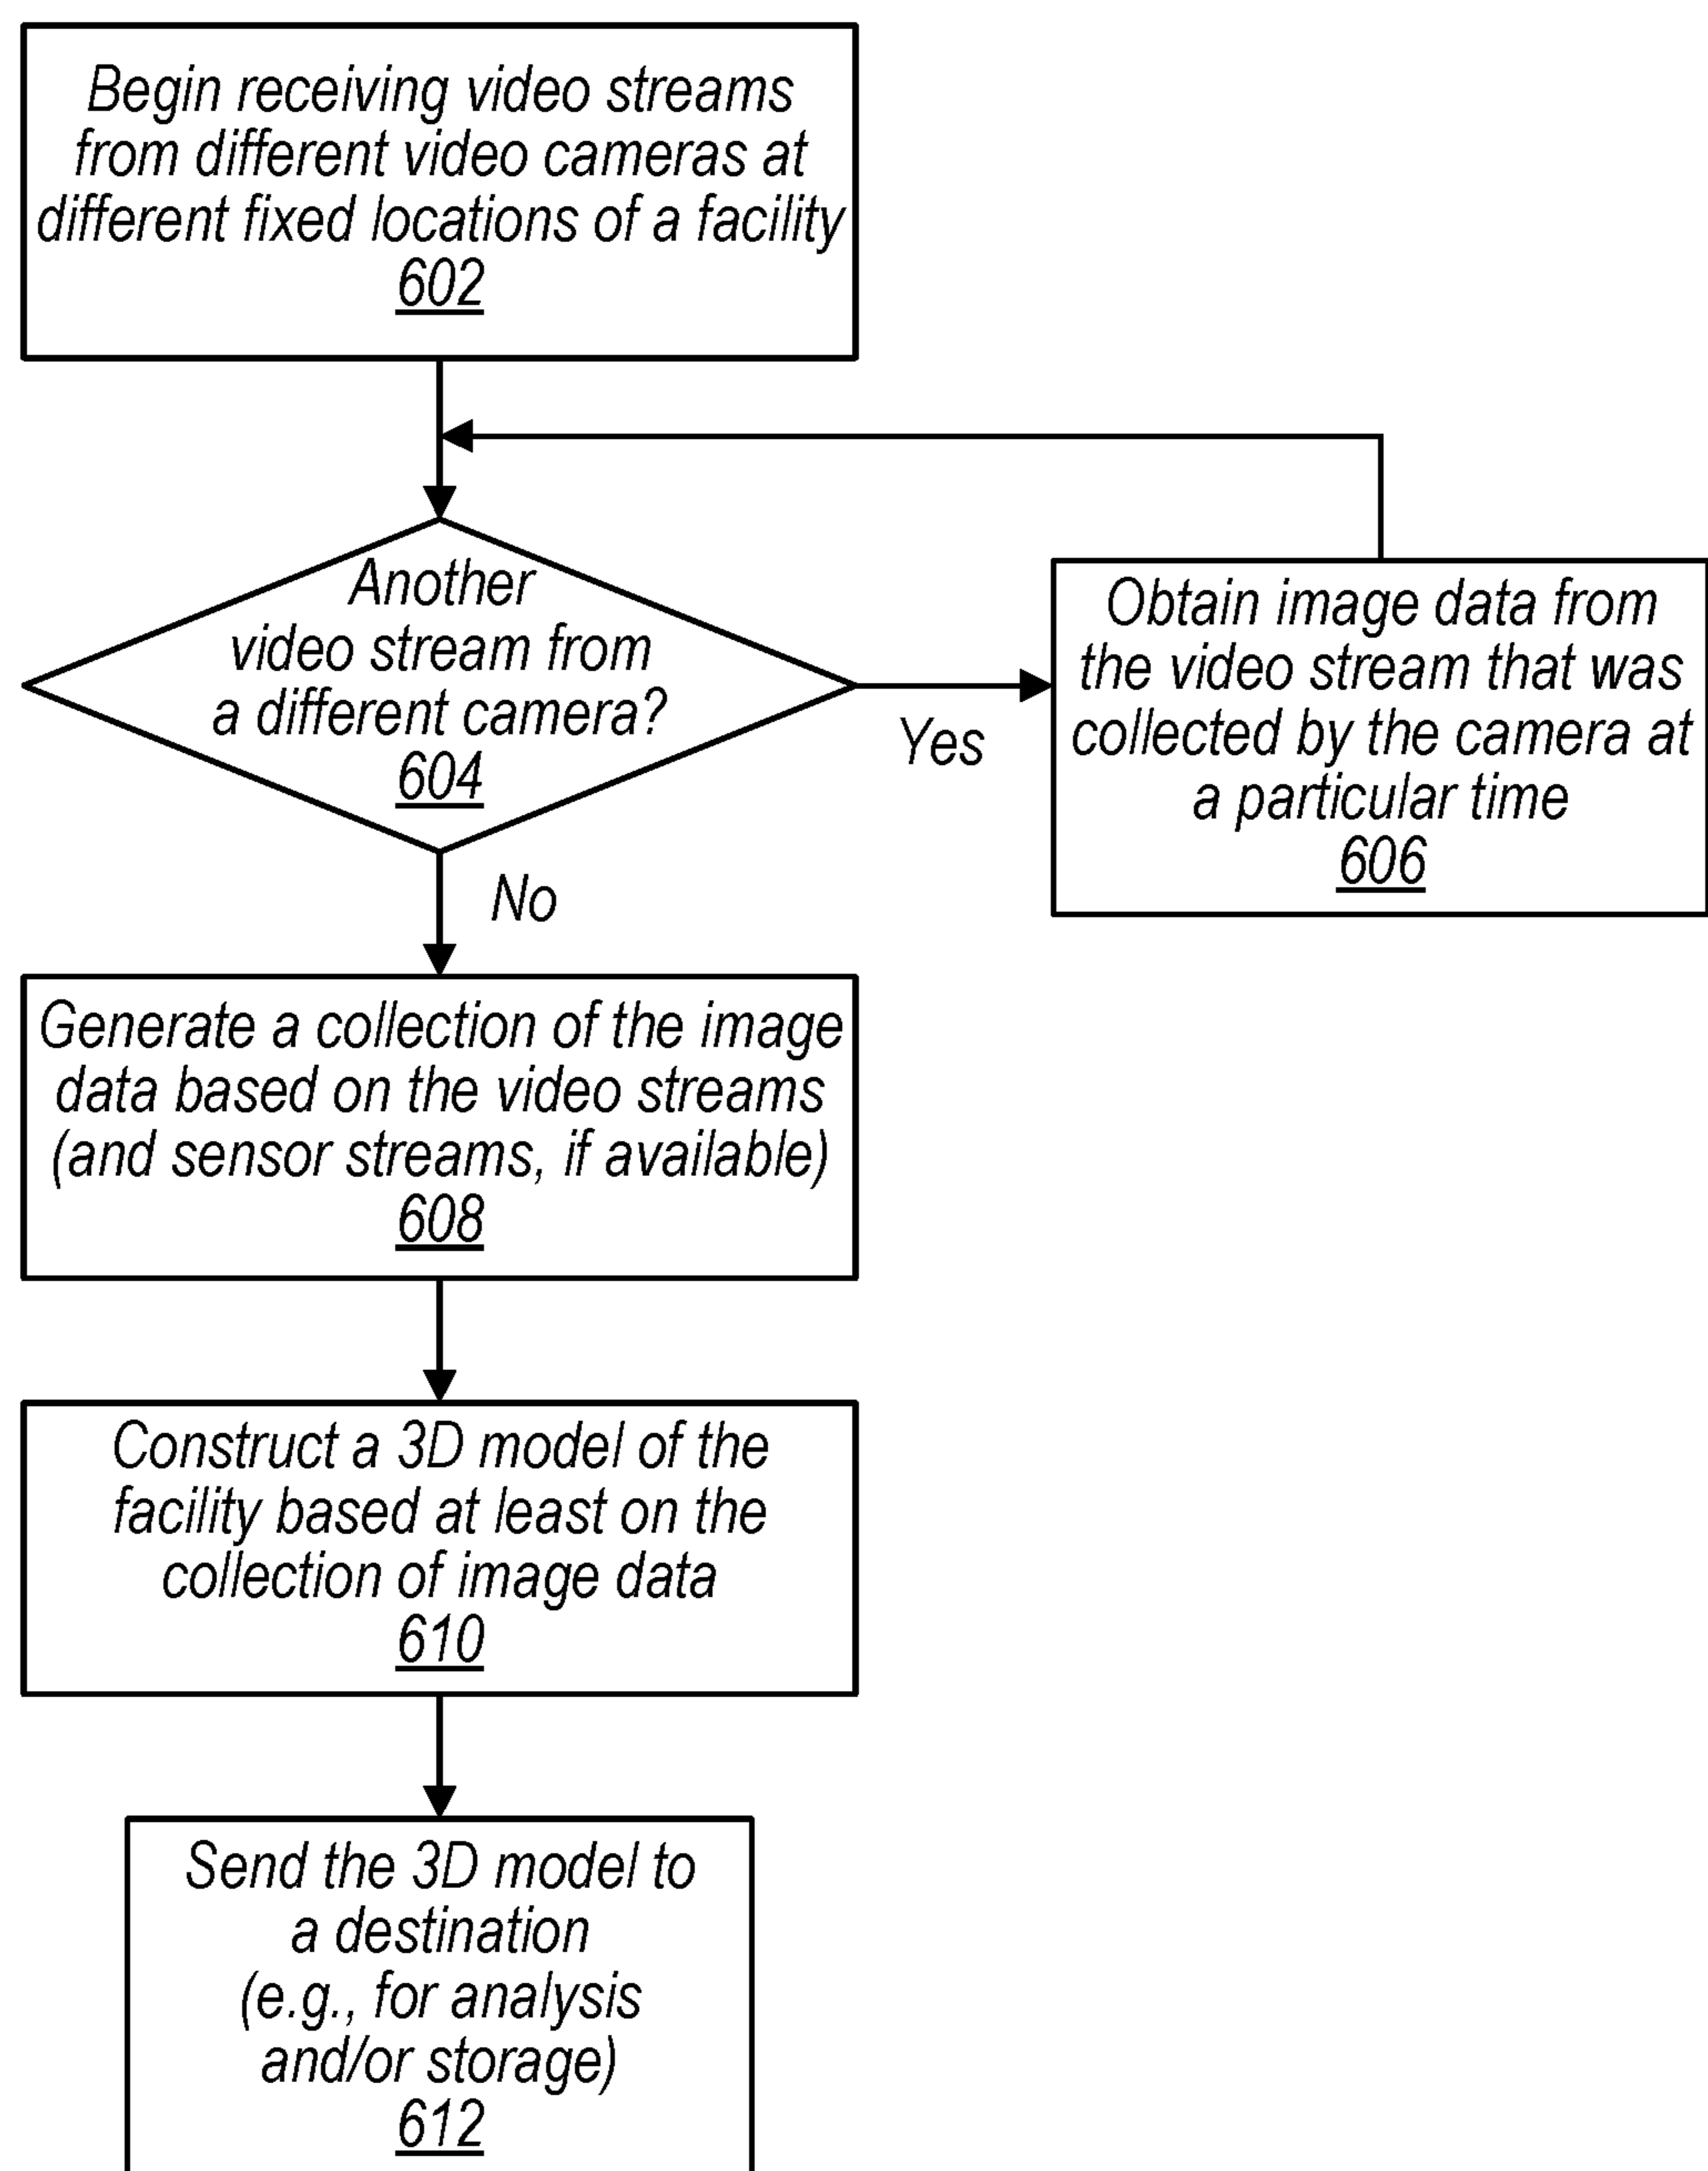 Begin receiving video streams
from different video cameras at
different fixed locations of a facility
602
Another
video stream from
a different camera?
604
Yes
Obtain image data from
the video stream that was
collected by the camera at
a particular time
606
No
Generate a collection of the image
data based on the video streams
(and sensor streams, if available)
608
Construct a 3D model of the
facility based at least on the
collection of image data
610
Send the 3D model to
a destination
(e.g., for analysis
and/or storage)
612